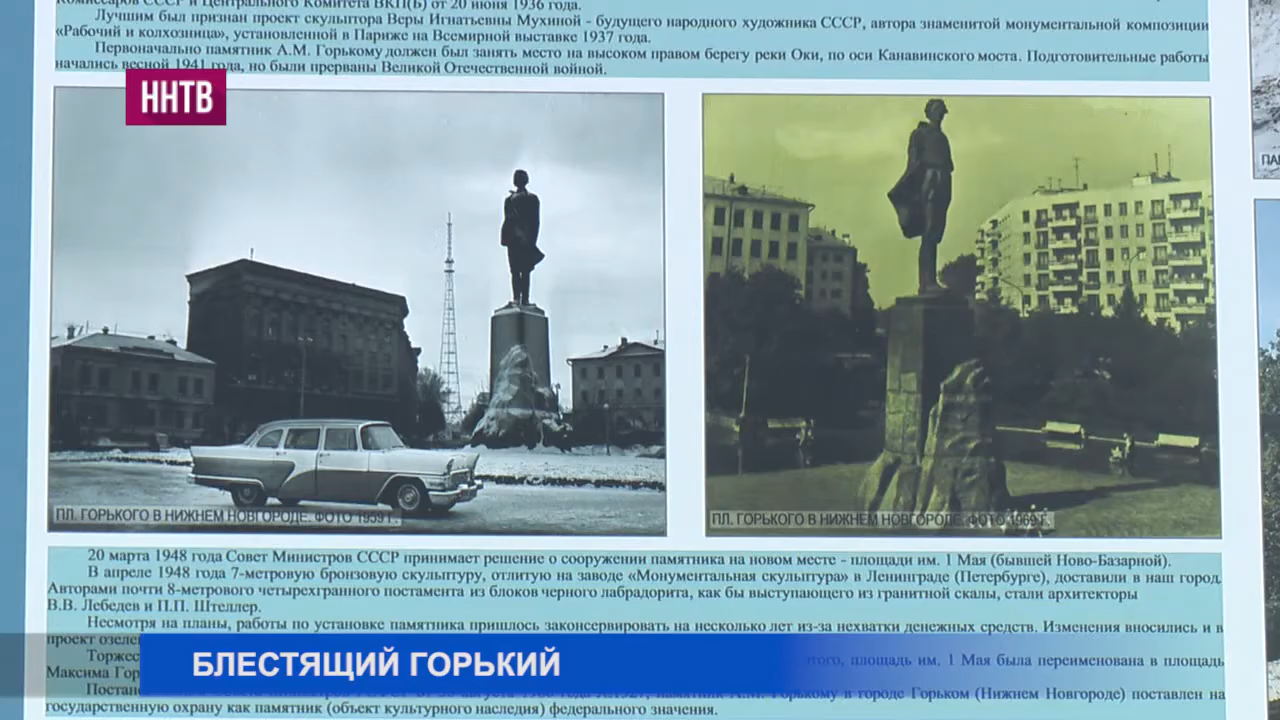 Комиссаров СССР и Центрального Комитета ВКП(Б) от 20 июня 1936 года.
Лучшим был признан проект скульптора Веры Игнатьевны Мухиной - будущего народного художника СССР, автора знаменитой монументальной композиции
«Рабочий и колхозница», установленной в Париже на Всемирной выставке 1937 года.
Первоначально памятник А.М. Горькому должен был занять место на высоком правом берегу реки Оки, по оси Канавинского моста. Подготовительные работы
начались весной 1941 года, но были прерваны Великой Отечественной войной.
ННТВ
ПЛ. ГОРЬКОГО В НИЖНЕМ НОВГОРОДЕ. ФОТО 1959 Г.
ПЛ. ГОРЬКОГО В НИЖНЕМ НОВГОРОДЕ. ФОТО 1969 Г.
20 марта 1948 года Совет Министров СССР принимает решение о сооружении памятника на новом месте - площади им. 1 Мая (бывшей Ново-Базарной).
В апреле 1948 года 7-метровую бронзовую скульптуру, отлитую на заводе «Монументальная скульптура» в Ленинграде (Петербурге), доставили в наш город.
Авторами почти 8-метрового четырехгранного постамента из блоков черного лабрадорита, как бы выступающего из гранитной скалы, стали архитекторы
В.В. Лебедев и П.П. Штеллер.
Несмотря на планы, работы по установке памятника пришлось законсервировать на несколько лет из-за нехватки денежных средств. Изменения вносились и в
проект
площадь им. 1 Мая была переименована в площадь
Максима
в городе Горьком (Нижнем Новгороде) поставлен на
государственную охрану как памятник (объект культурного наследия) федерального значения.
БЛЕСТЯЩИЙ ГОРЬКИЙ